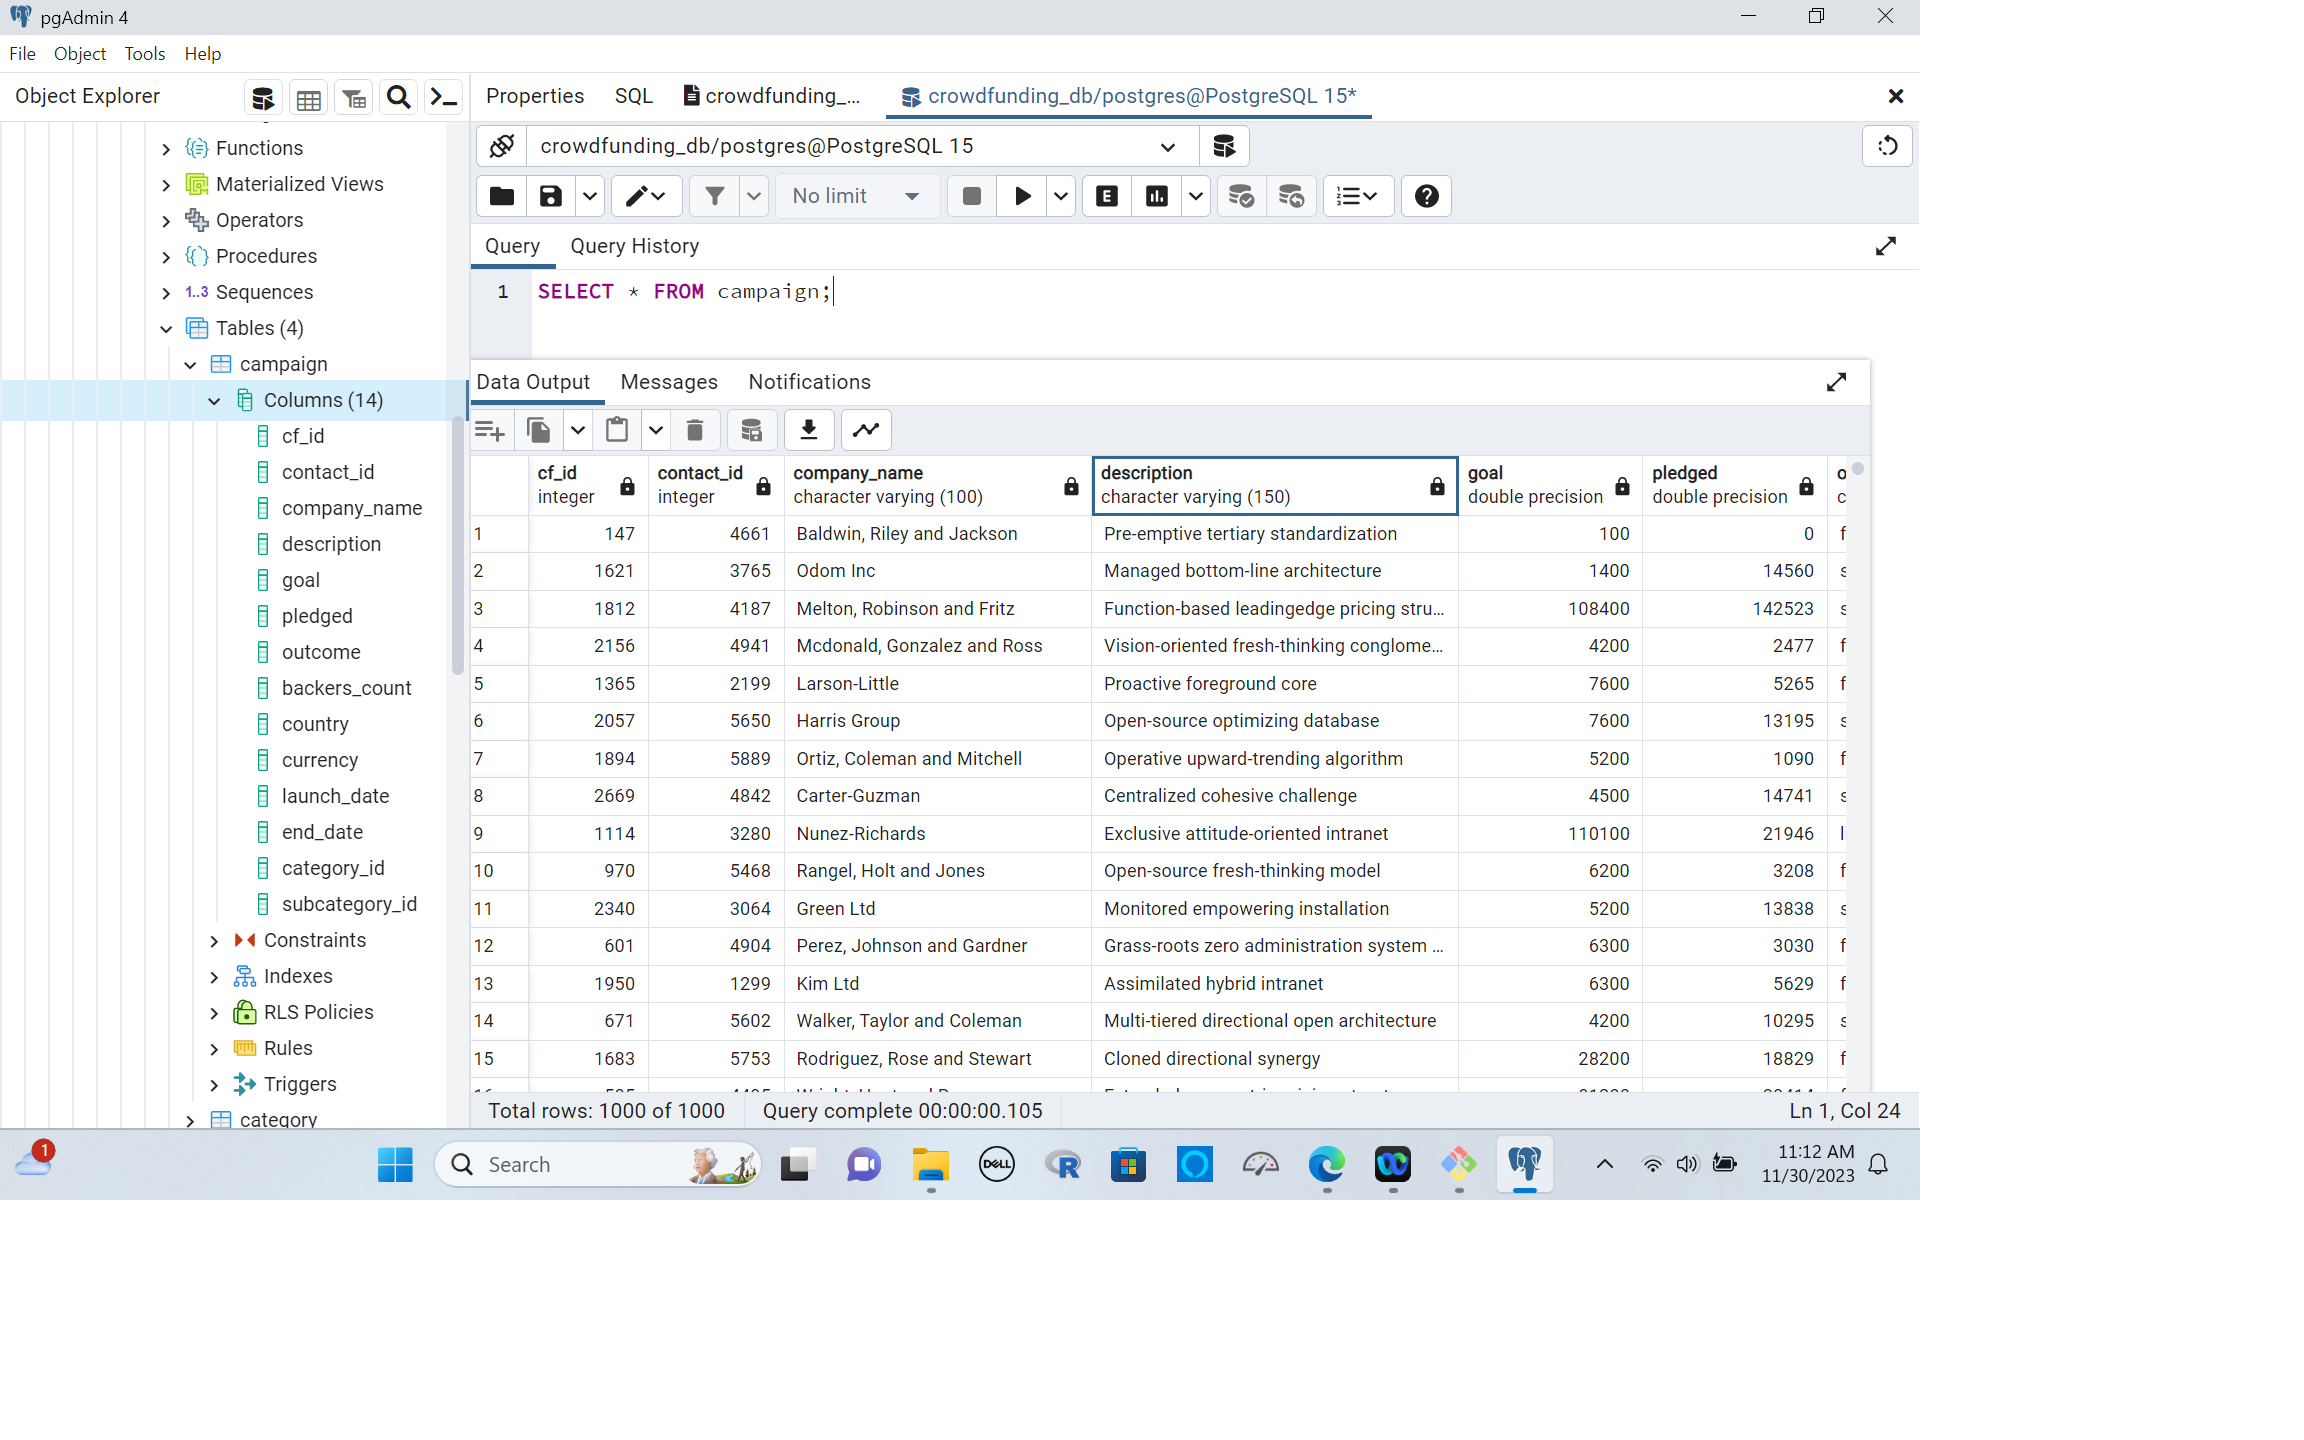 pgAdmin 4
File Object Tools Help
Object Explorer
Properties SQL crowdfunding_... crowdfunding_db/postgres@PostgreSQL 15*
crowdfunding_db/postgres@PostgreSQL 15
No limit
E
Query Query History
1 SELECT * FROM campaign;
Functions
Materialized Views
Operators
Procedures
1..3 Sequences
Tables (4)
campaign
Columns (14)
cf_id
contact_id
company_name
description
goal
pledged
outcome
backers_count
country
currency
launch_date
end_date
category_id
subcategory_id
Constraints
Indexes
RLS Policies
Rules
Triggers
category
Data Output Messages Notifications
cf_id contact_id company_name description goal pledged o
integer integer character varying (100) character varying (150) double precision double precision c
1 147 4661 Baldwin, Riley and Jackson Pre-emptive tertiary standardization 100 0 f
2 1621 3765 Odom Inc Managed bottom-line architecture 1400 14560 s
3 1812 4187 Melton, Robinson and Fritz Function-based leadingedge pricing stru... 108400 142523 s
4 2156 4941 Mcdonald, Gonzalez and Ross Vision-oriented fresh-thinking conglome... 4200 2477 f
5 1365 2199 Larson-Little Proactive foreground core 7600 5265 f
6 2057 5650 Harris Group Open-source optimizing database 7600 13195 s
7 1894 5889 Ortiz, Coleman and Mitchell Operative upward-trending algorithm 5200 1090 f
8 2669 4842 Carter-Guzman Centralized cohesive challenge 4500 14741 s
9 1114 3280 Nunez-Richards Exclusive attitude-oriented intranet 110100 21946 l
10 970 5468 Rangel, Holt and Jones Open-source fresh-thinking model 6200 3208 f
11 2340 3064 Green Ltd Monitored empowering installation 5200 13838 s
12 601 4904 Perez, Johnson and Gardner Grass-roots zero administration system ... 6300 3030 f
13 1950 1299 Kim Ltd Assimilated hybrid intranet 6300 5629 f
14 671 5602 Walker, Taylor and Coleman Multi-tiered directional open architecture 4200 10295 s
15 1683 5753 Rodriguez, Rose and Stewart Cloned directional synergy 28200 18829 f
Total rows: 1000 of 1000 Query complete 00:00:00.105 Ln 1, Col 24
1
Search
DELL
R
11:12 AM
11/30/2023